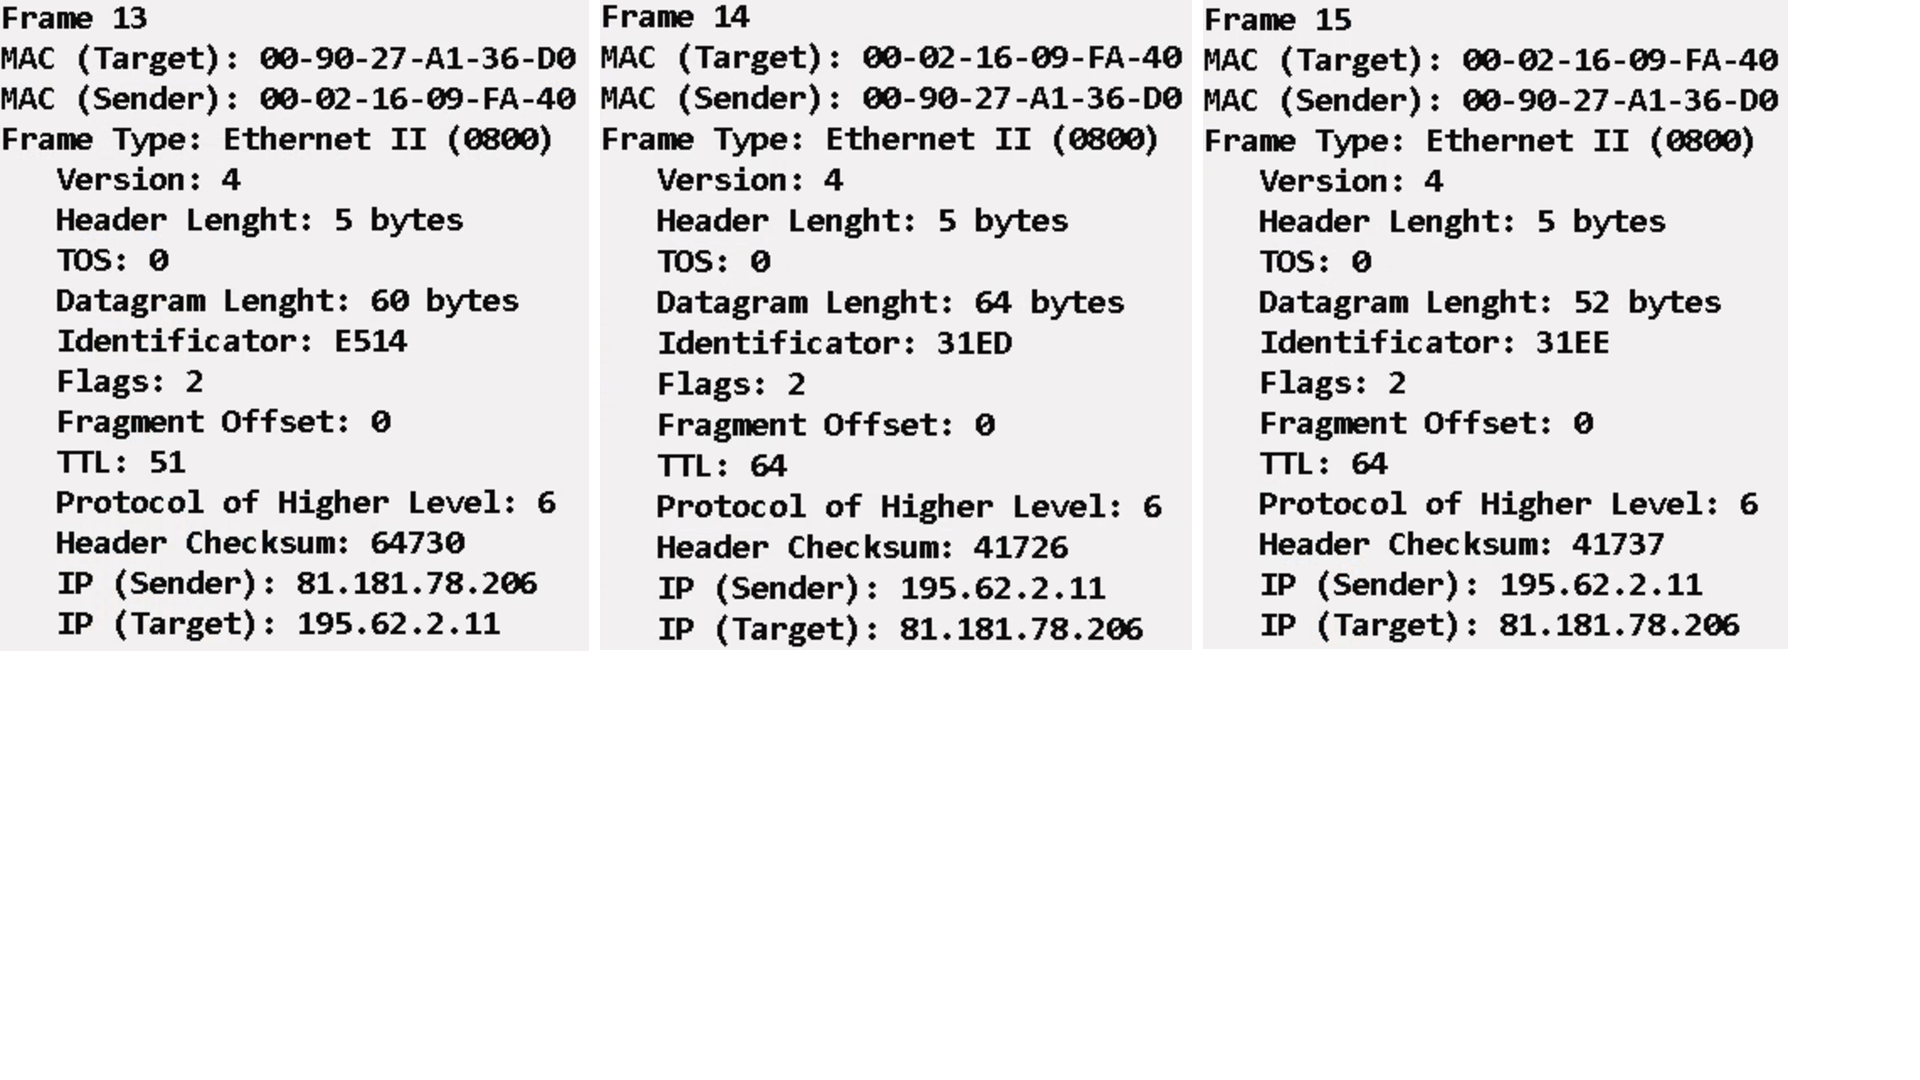 Frame 13
MAC (Target): 00-90-27-A1-36-D0
MAC (Sender): 00-02-16-09-FA-40
Frame Type: Ethernet II (0800)
Version: 4
Header Lenght: 5 bytes
TOS: 0
Datagram Lenght: 60 bytes
Identificator: E514
Flags: 2
Fragment Offset: 0
TTL: 51
Protocol of Higher Level: 6
Header Checksum: 64730
IP (Sender): 81.181.78.206
IP (Target): 195.62.2.11
Frame 14
MAC (Target): 00-02-16-09-FA-40
MAC (Sender): 00-90-27-A1-36-D0
Frame Type: Ethernet II (0800)
Version: 4
Header Lenght: 5 bytes
TOS: 0
Datagram Lenght: 64 bytes
Identificator: 31ED
Flags: 2
Fragment Offset: 0
TTL: 64
Protocol of Higher Level: 6
Header Checksum: 41726
IP (Sender): 195.62.2.11
IP (Target): 81.181.78.206
Frame 15
MAC (Target): 00-02-16-09-FA-40
MAC (Sender): 00-90-27-A1-36-D0
Frame Type: Ethernet II (0800)
Version: 4
Header Lenght: 5 bytes
TOS: 0
Datagram Lenght: 52 bytes
Identificator: 31EE
Flags: 2
Fragment Offset: 0
TTL: 64
Protocol of Higher Level: 6
Header Checksum: 41737
IP (Sender): 195.62.2.11
IP (Target): 81.181.78.206